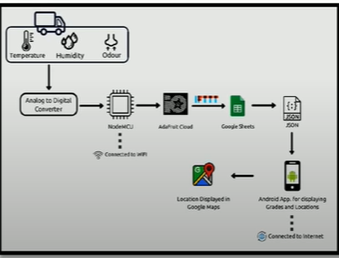 Temperature
Humidity
Odour
Analog to Digital
Converter
NodeMCU
Adafruit Cloud
IFTTT
Google Sheets
{;}
JSON
JSON
Connected to WiFi
Location Displayed in
Google Maps
Android App. for displaying
Grades and Locations
Connected to Internet